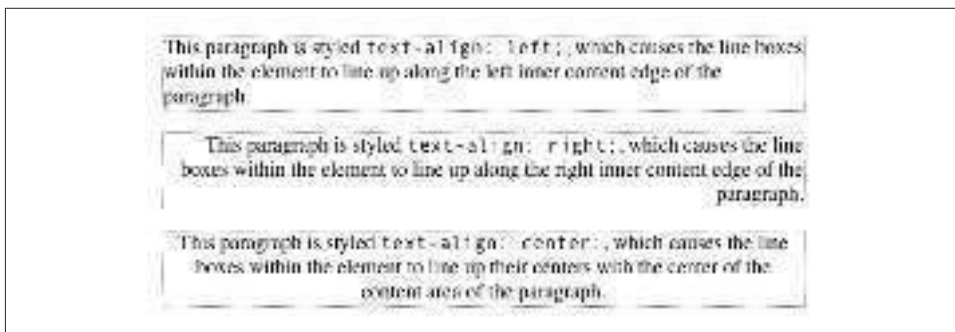 This paragraph is styled text-align: left;, which causes the line boxes
within the element to line up along the left inner content edge of the
paragraph.
This paragraph is styled text-align: right;, which causes the line
boxes within the element to line up along the right inner content edge of the
paragraph.
This paragraph is styled text-align: center;, which causes the line
boxes within the element to line up their centers with the center of the
content area of the paragraph.